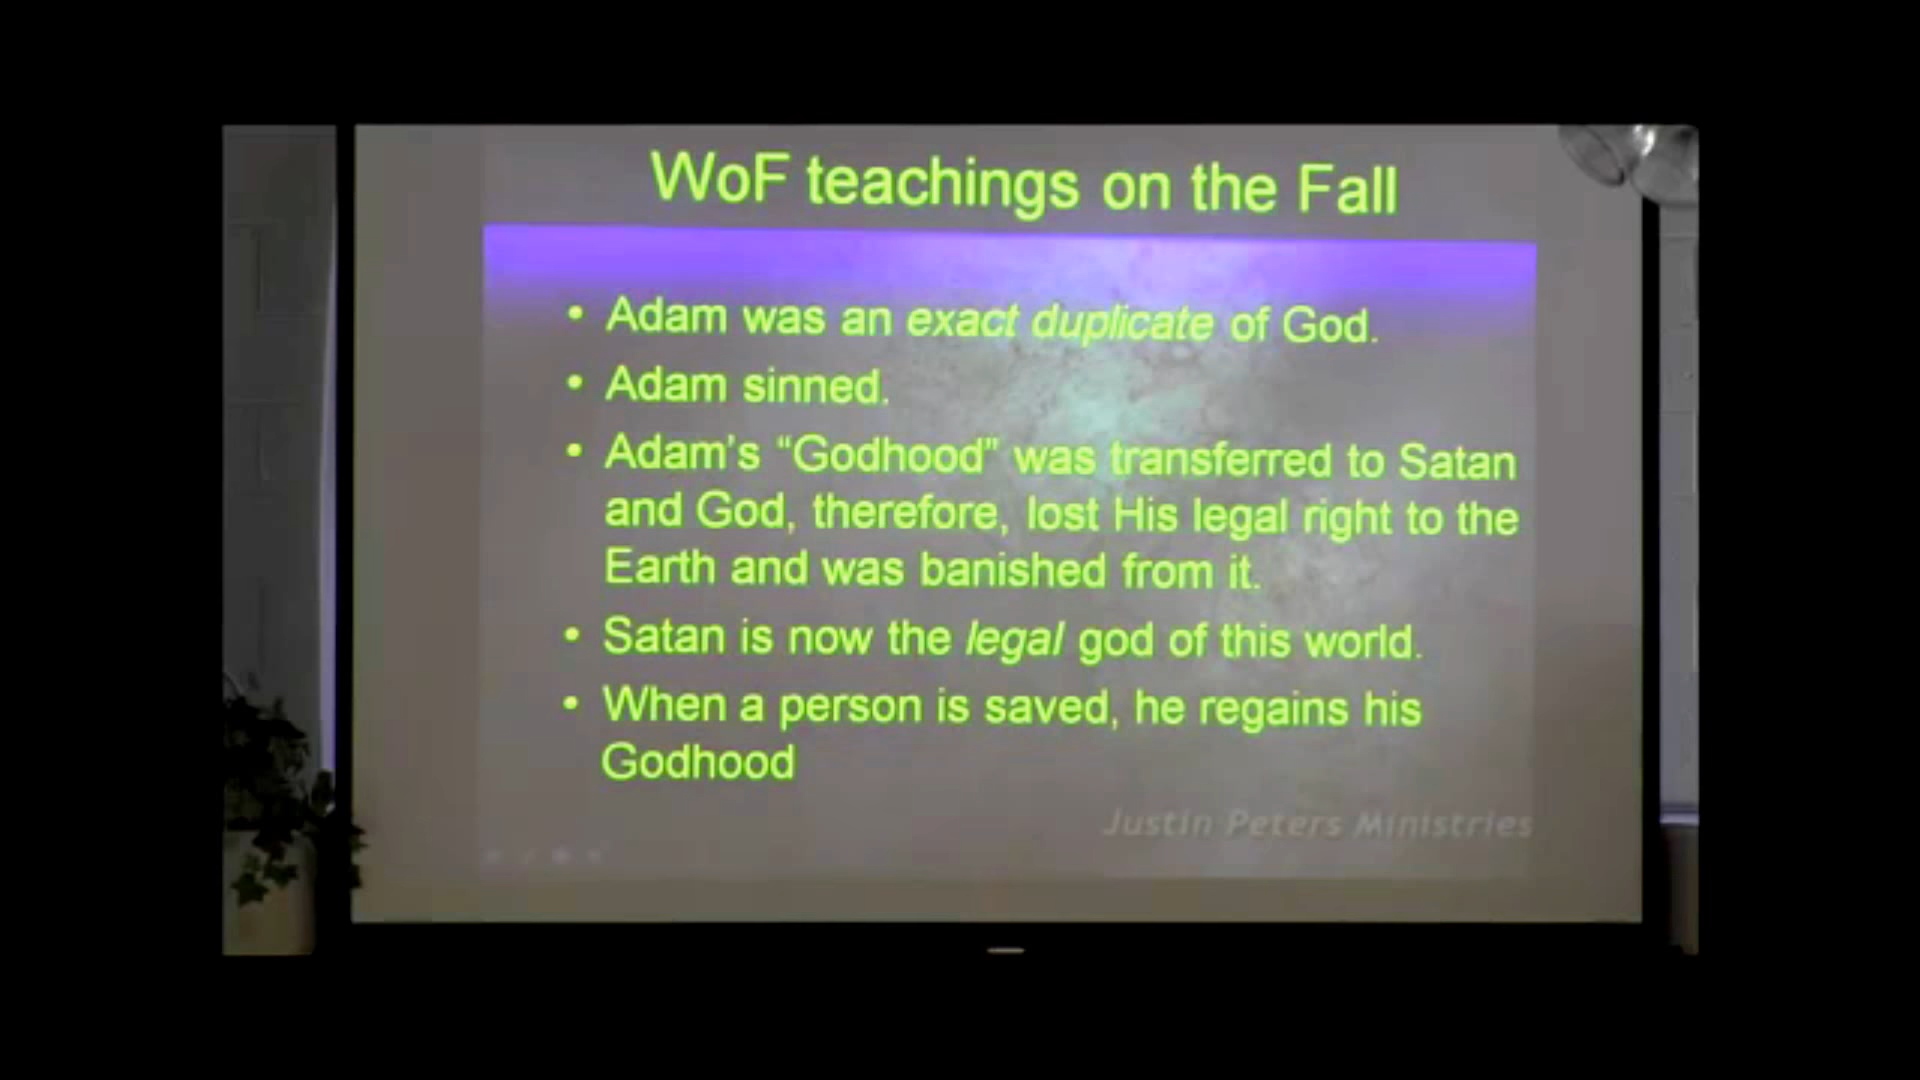 WoF teachings on the Fall
• Adam was an exact duplicate of God.
• Adam sinned.
• Adam's “Godhood” was transferred to Satan
and God, therefore, lost His legal right to the
Earth and was banished from it.
• Satan is now the legal god of this world.
• When a person is saved, he regains his
Godhood
Justin Peters Ministries